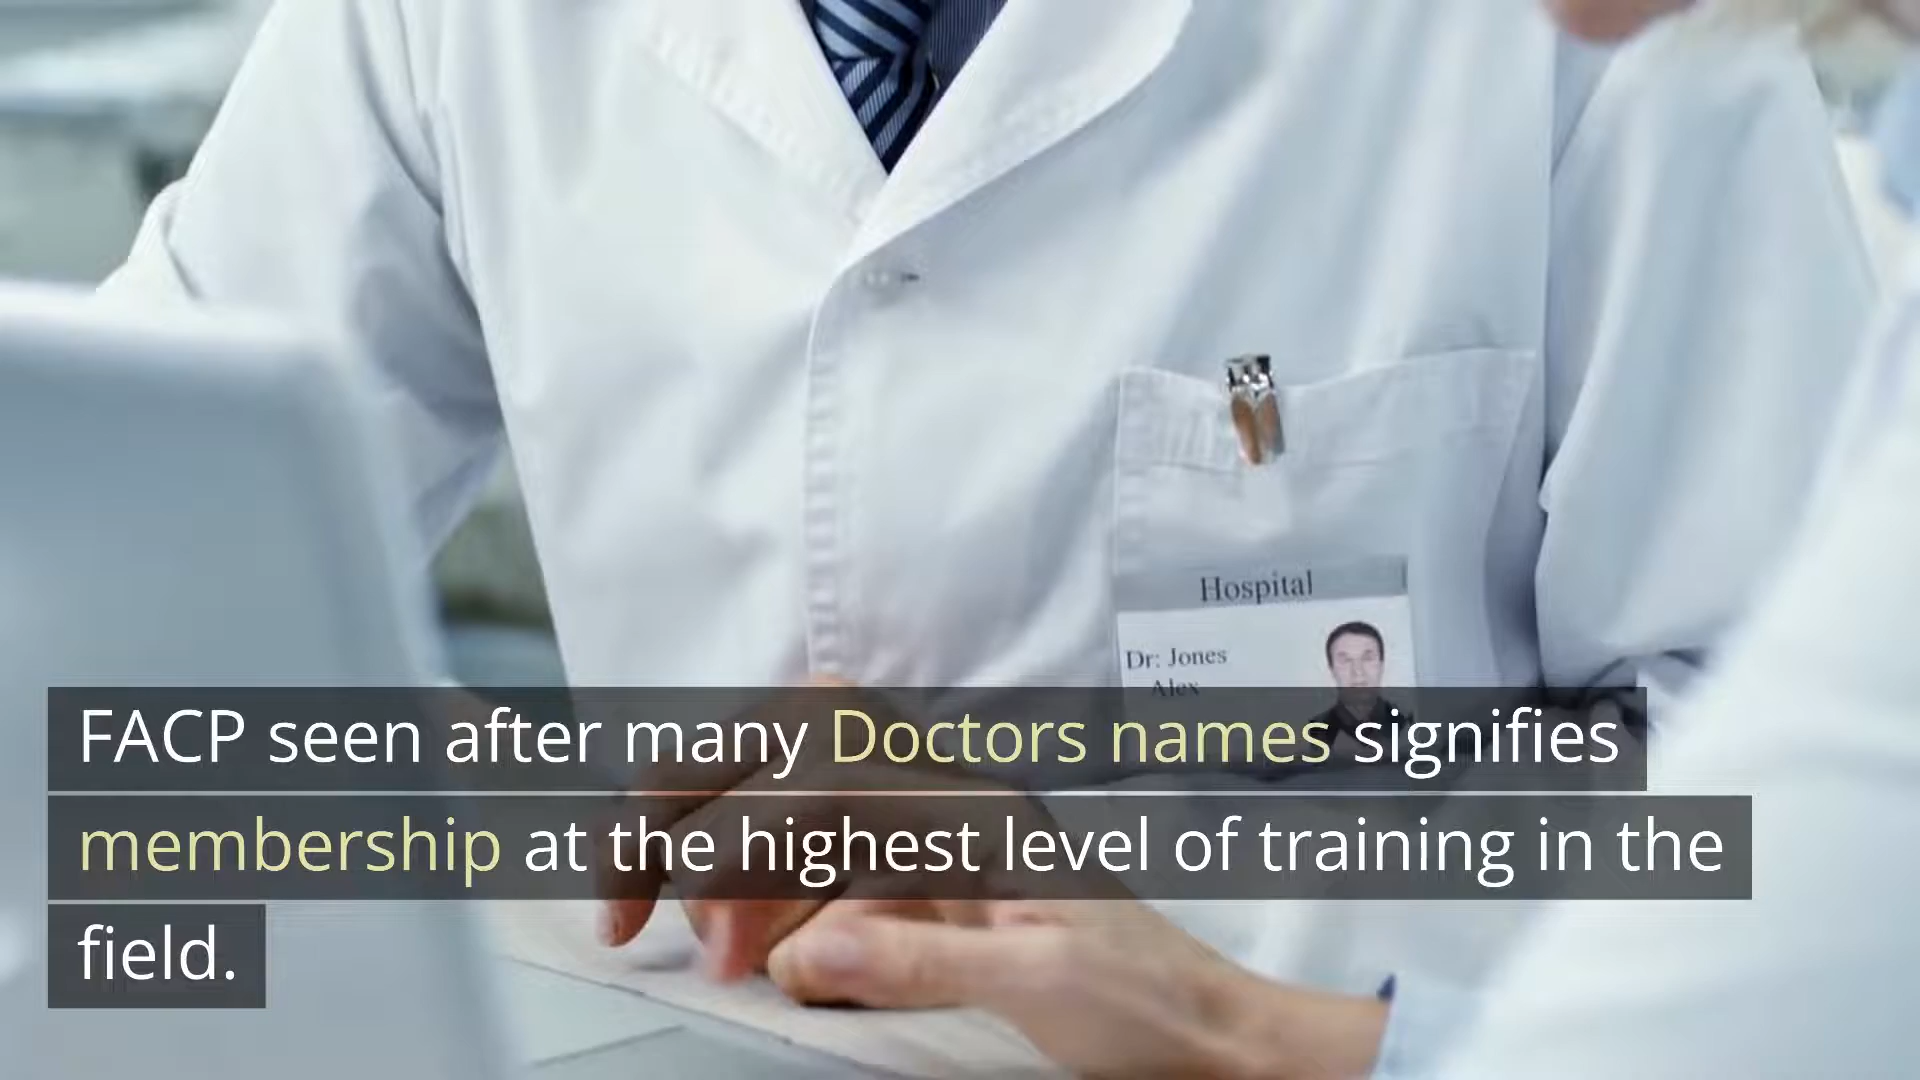 Hospital
Dr: Jones
Alex
FACP seen after many Doctors names signifies
membership at the highest level of training in the
field.